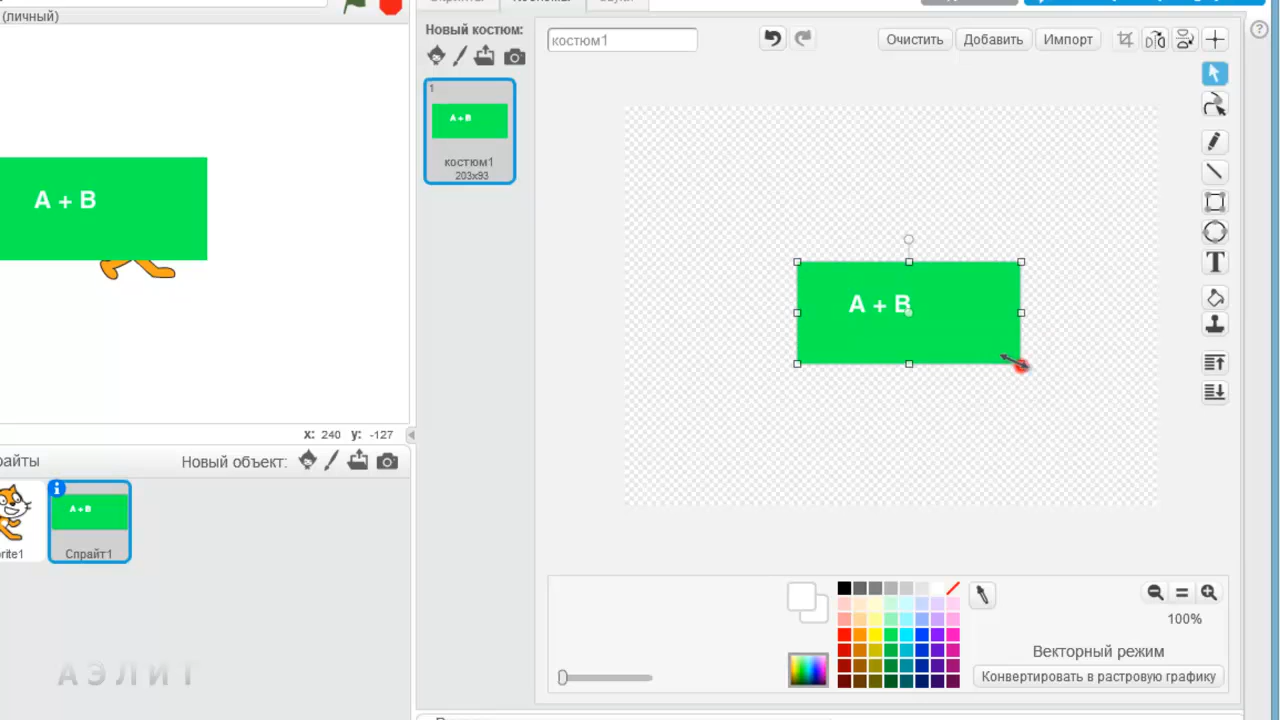 (личный)
Новый костюм:
костюм1
Очистить
Добавить
Импорт
1
A + B
костюм1
203x93
A + B
A + B
x: 240 y: -127
райты
Новый объект:
A + B
rite1
Спрайт1
100%
Векторный режим
Конвертировать в растровую графику
АЭЛИТ